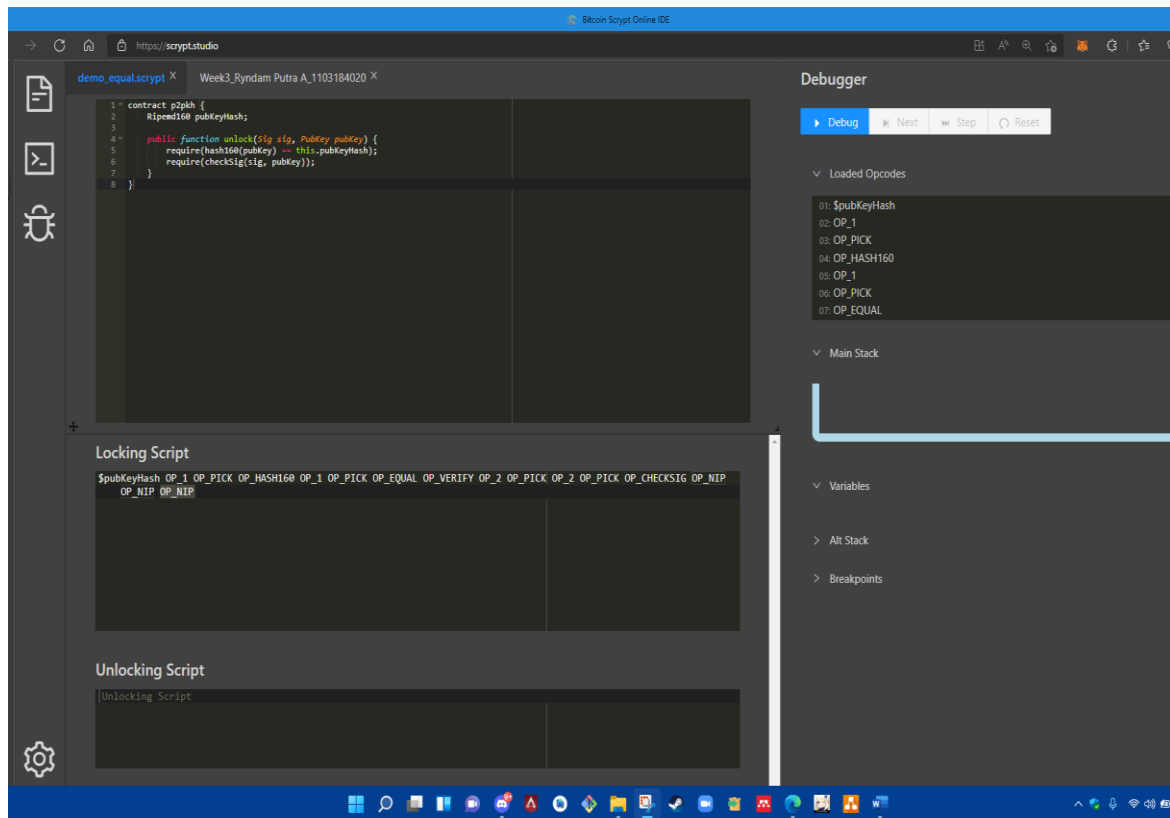 Bitcoin Scrypt Online IDE
https://scrypt.studio
demo_equal.scrypt X
Week3_Ryndam Putra A_1103184020 X
1 contract p2pkh {
2 Ripemd160 pubKeyHash;
3
4 public function unlock(Sig sig, PubKey pubKey) {
5 require(hash160(pubKey) == this.pubKeyHash);
6 require(checkSig(sig, pubKey));
7 }
8 }
Locking Script
$pubKeyHash OP_1 OP_PICK OP_HASH160 OP_1 OP_PICK OP_EQUAL OP_VERIFY OP_2 OP_PICK OP_2 OP_PICK OP_CHECKSIG OP_NIP
OP_NIP OP_NIP
Unlocking Script
Unlocking Script
Debugger
Debug Next Step Reset
Loaded Opcodes
01: $pubKeyHash
02: OP_1
03: OP_PICK
04: OP_HASH160
05: OP_1
06: OP_PICK
07: OP_EQUAL
Main Stack
Variables
Alt Stack
Breakpoints